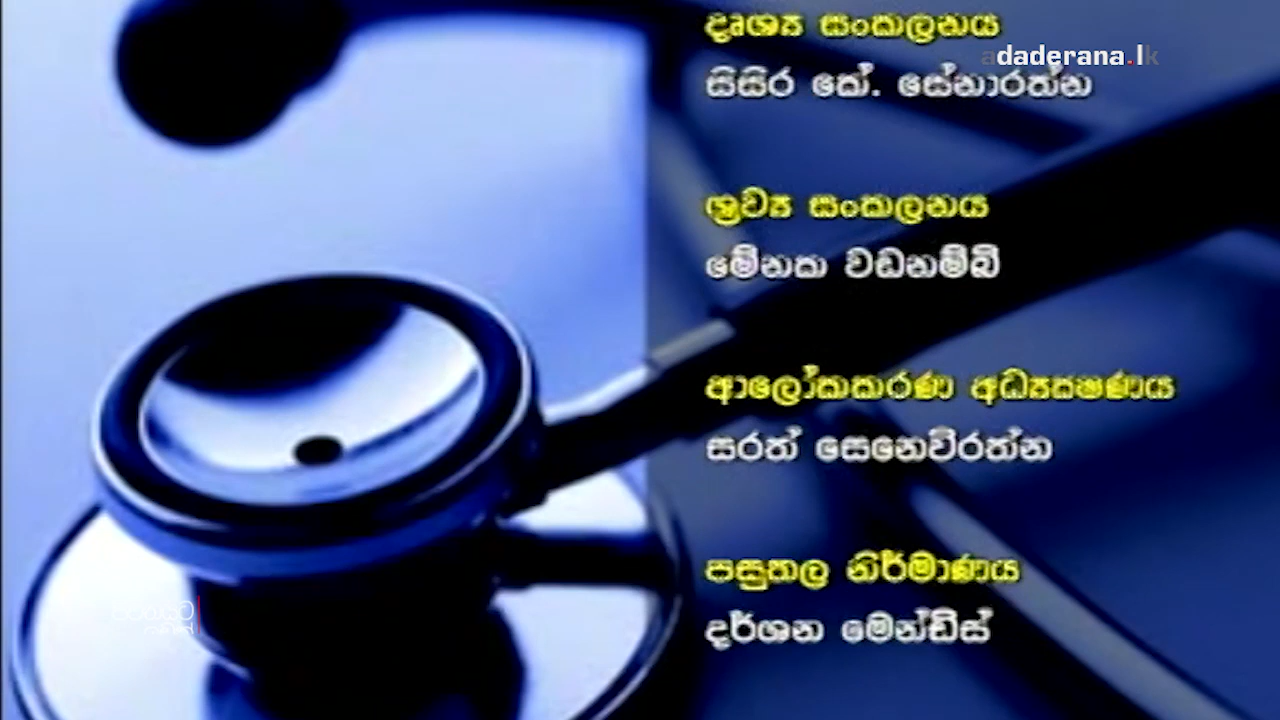 දෘශ්‍ය සංකලනය
adaderana.lk
සිසිර කේ. සේනාරත්න
ශ්‍රව්‍ය සංකලනය
මේනක වඩනම්බි
ආලෝකකරණ අධ්‍යක්ෂණය
සරත් සෙනෙවිරත්න
පසුතල නිර්මාණය
දර්ශන මෙන්ඩිස්